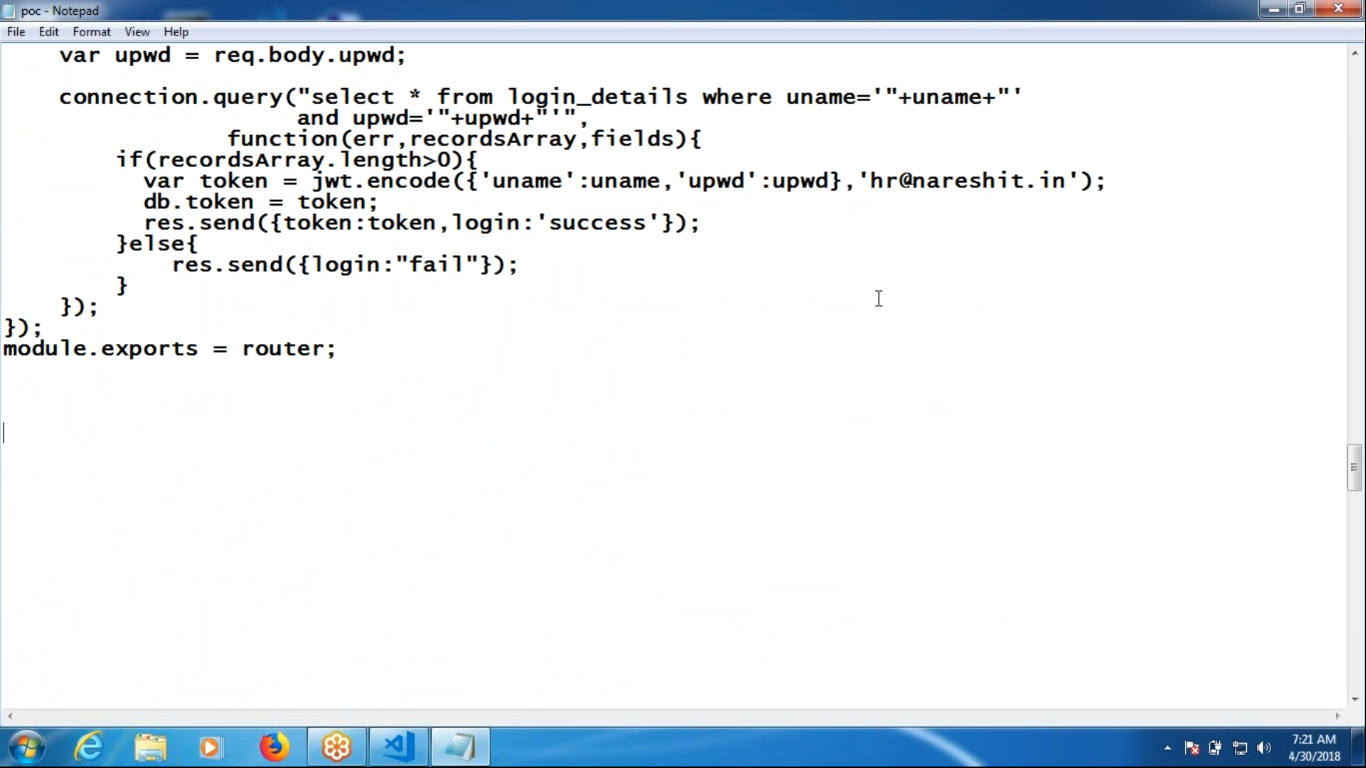 poc - Notepad
File Edit Format View Help
var upwd = req.body.upwd;
connection.query("select * from login_details where uname='"+uname+"'
and upwd='"+upwd+"'",
function(err,recordsArray,fields){
if(recordsArray.length>0){
var token = jwt.encode({'uname':uname,'upwd':upwd},'hr@nareshit.in');
db.token = token;
res.send({token:token,login:'success'});
}else{
res.send({login:"fail"});
}
});
});
module.exports = router;
7:21 AM
4/30/2018